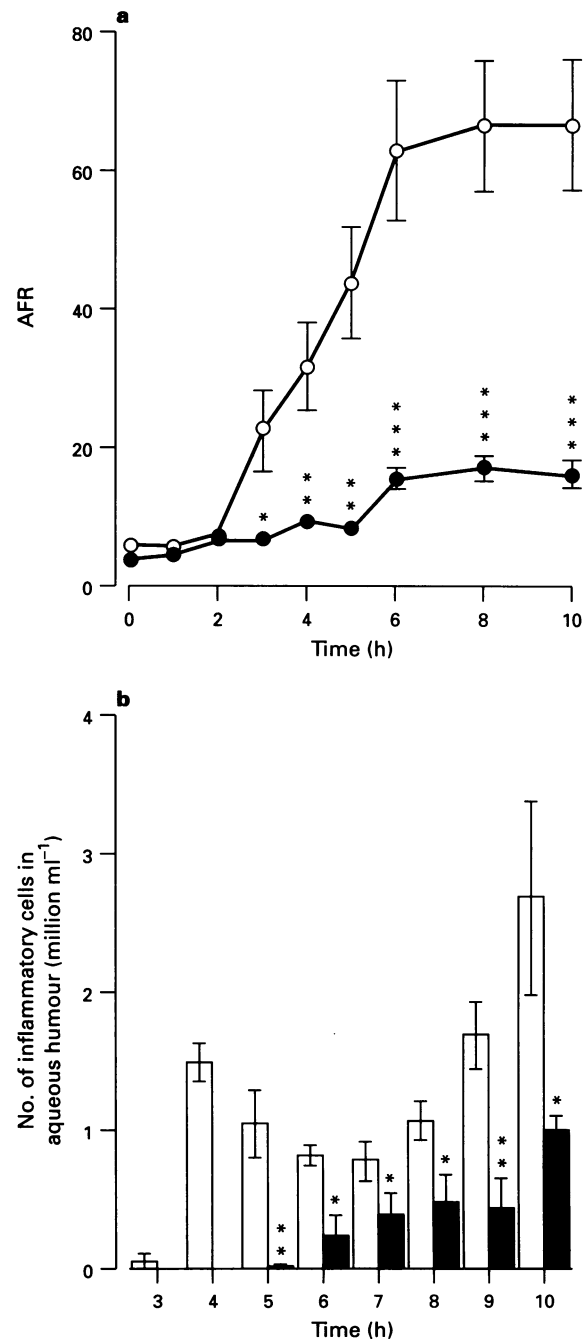 a
80
60
40
20
0
AFR
*
* *
* *
* * *
* * *
* * *
0 2 4 6 8 10
Time (h)
b
4
3
2
1
0
No. of inflammatory cells in
aqueous humour (million ml⁻¹)
* *
*
*
*
* *
*
3 4 5 6 7 8 9 10
Time (h)